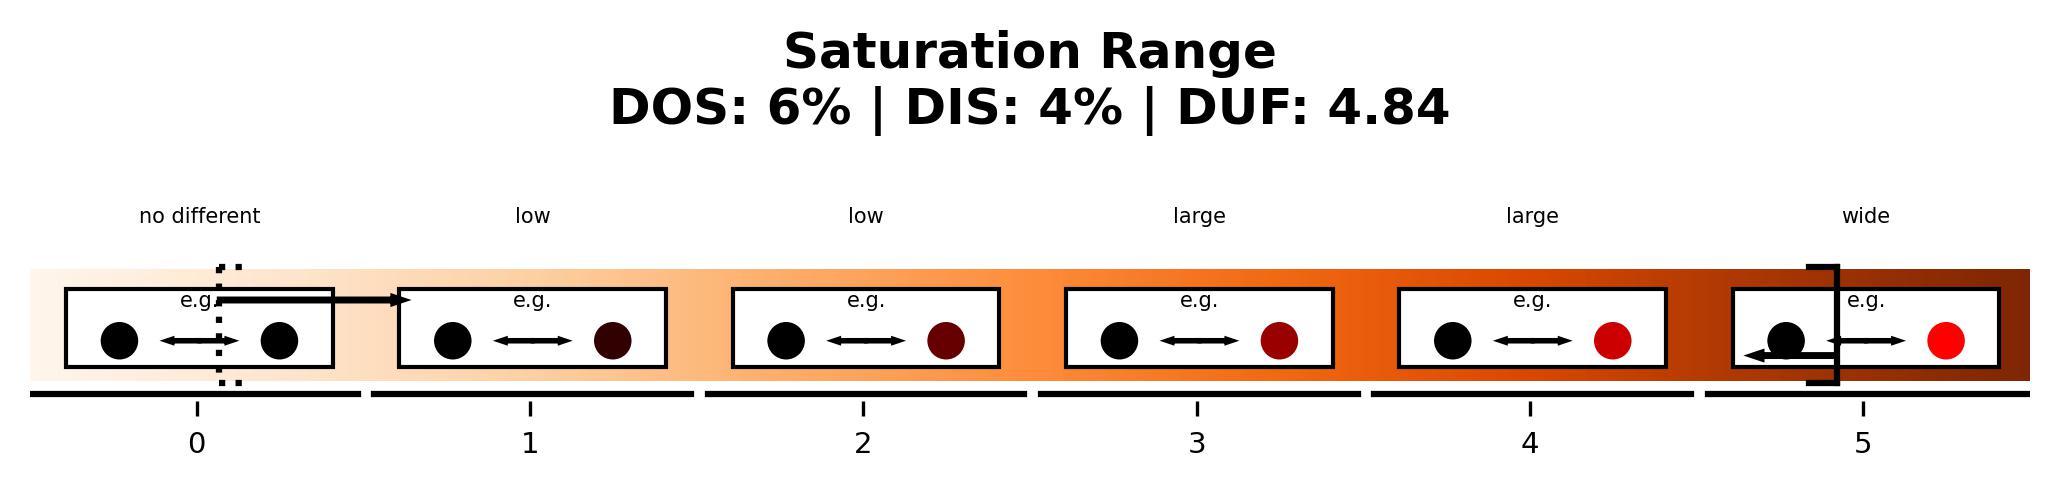 Saturation Range
DOS: 6% | DIS: 4% | DUF: 4.84
no different low low large large wide
e.g. e.g. e.g. e.g. e.g. e.g.
0 1 2 3 4 5